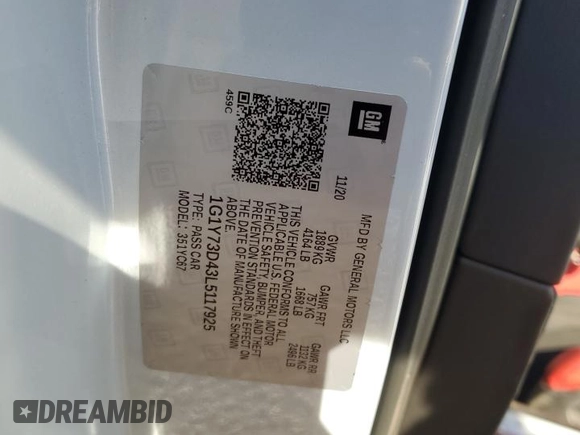 GM
MFD BY GENERAL MOTORS LLC
11/20
GVWR GAWR FRT GAWR RR
1889 KG 757 KG 1132 KG
4164 LB 1669 LB 2496 LB
THIS VEHICLE CONFORMS TO ALL
APPLICABLE U.S. FEDERAL MOTOR
VEHICLE SAFETY, BUMPER, AND THEFT
PREVENTION STANDARDS IN EFFECT ON
THE DATE OF MANUFACTURE SHOWN
ABOVE.
1G1Y73D43L5117925
TYPE: PASS CAR
MODEL: 351YC67
459C
DREAMBID